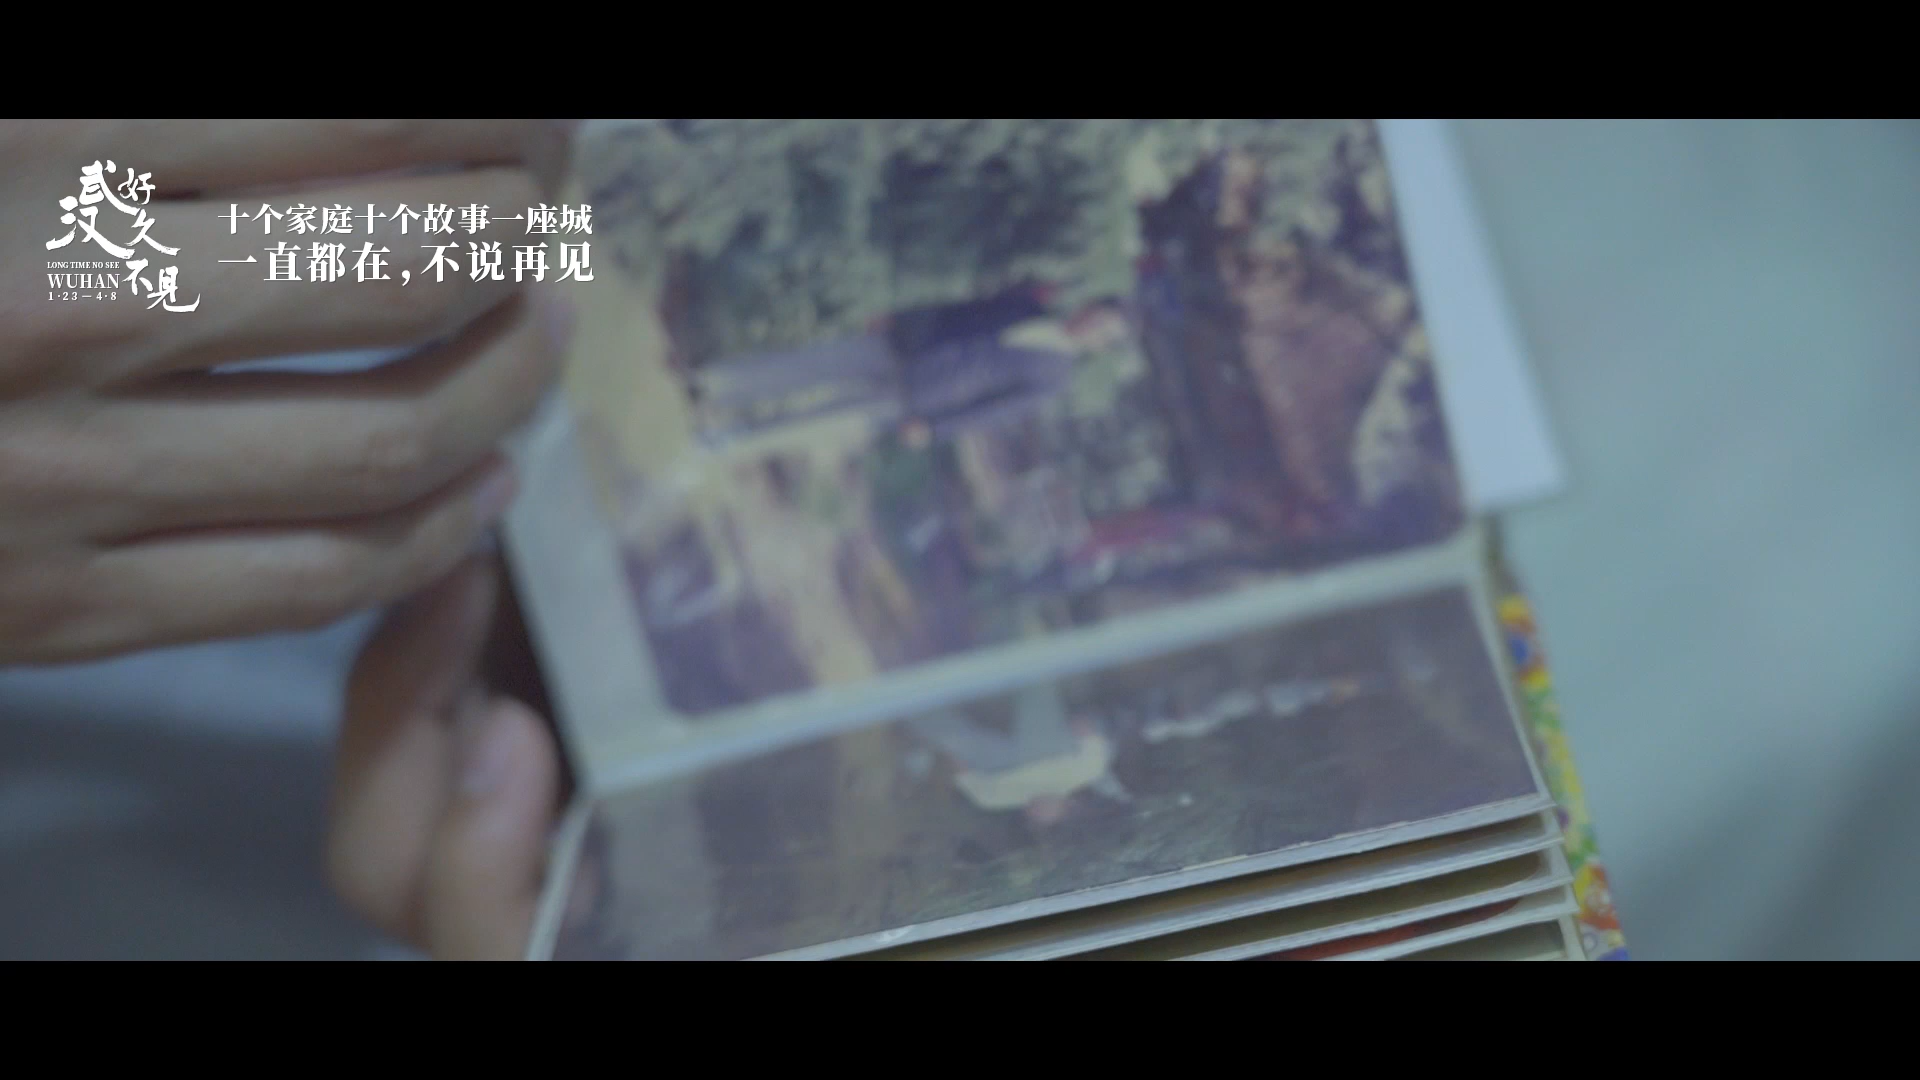 好久不见
武汉
LONG TIME NO SEE
WUHAN
1·23—4·8
十个家庭十个故事一座城
一直都在,不说再见